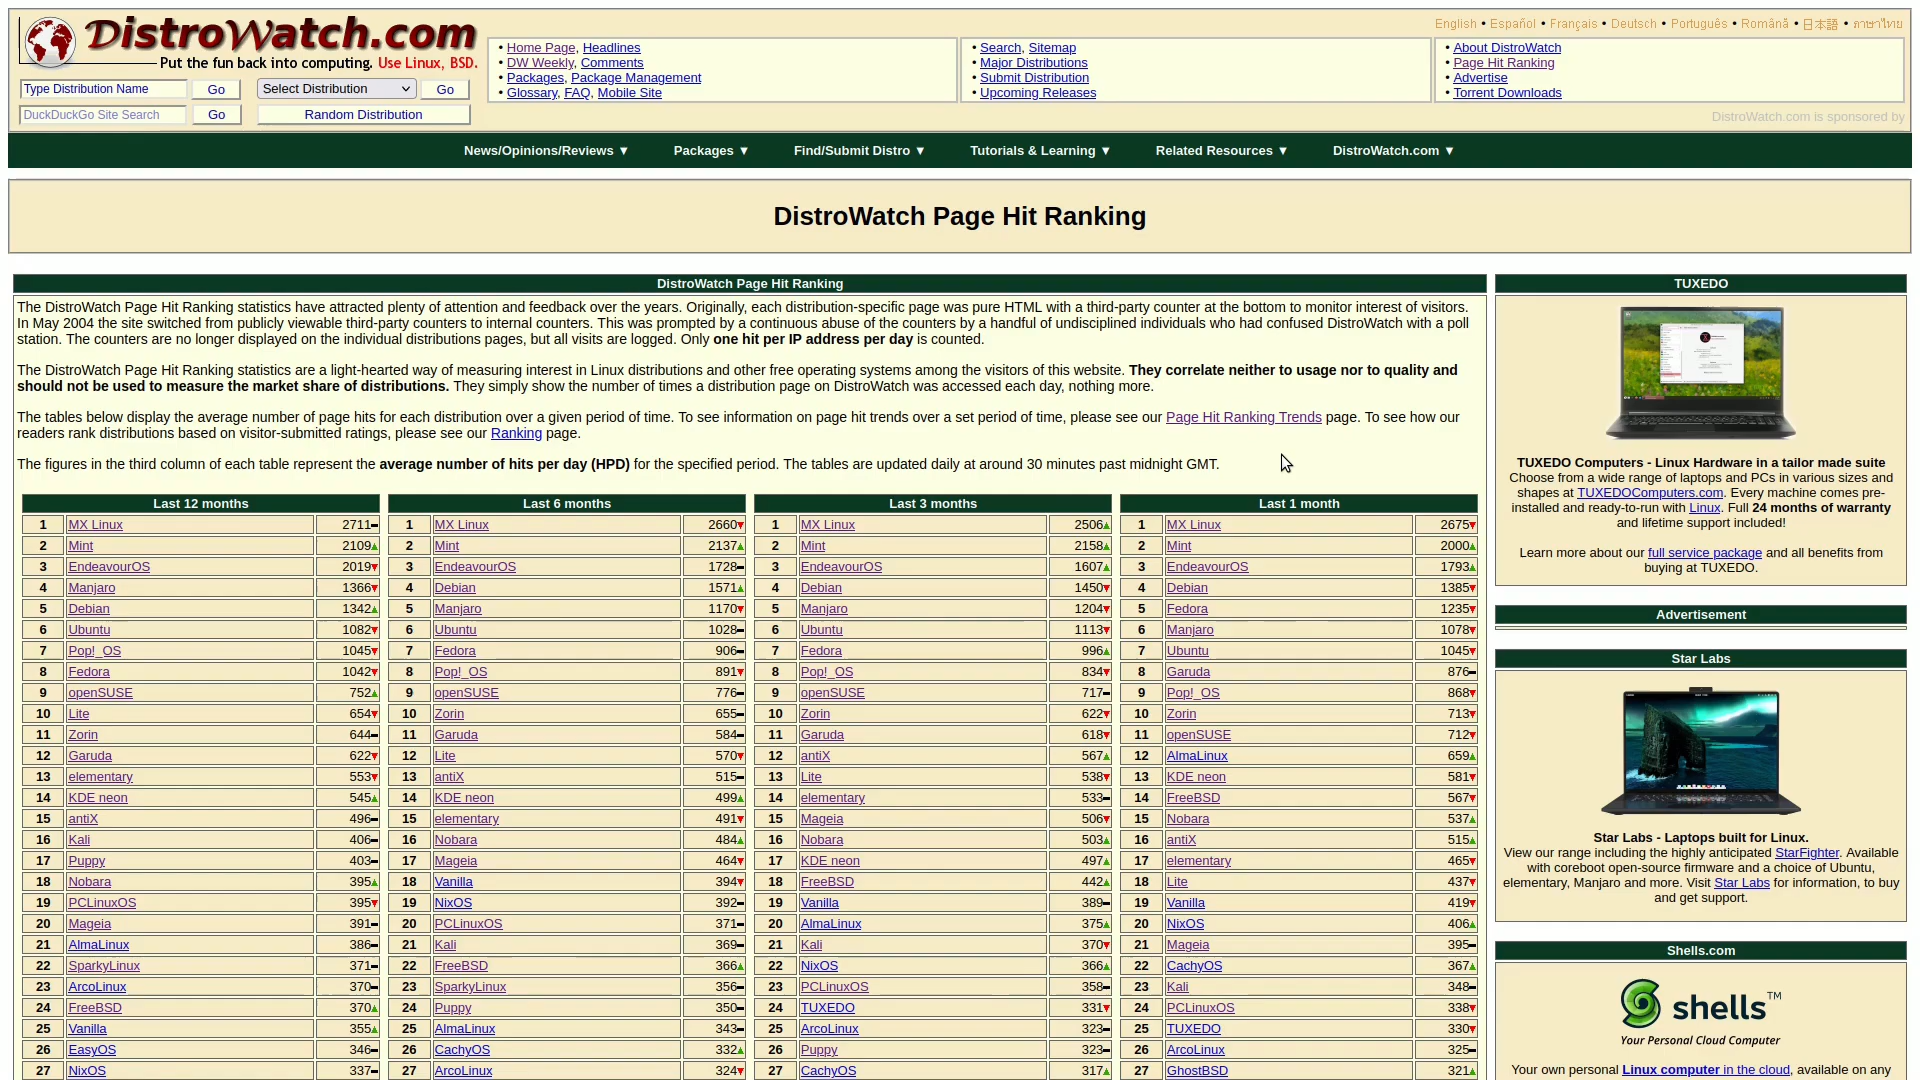 DistroWatch.com
Put the fun back into computing. Use Linux, BSD.
English • Español • Français • Deutsch • Português • Română • 日本語 • ภาษาไทย
Type Distribution Name Go Select Distribution Go
DuckDuckGo Site Search Go Random Distribution
• Home Page, Headlines
• DW Weekly, Comments
• Packages, Package Management
• Glossary, FAQ, Mobile Site
• Search, Sitemap
• Major Distributions
• Submit Distribution
• Upcoming Releases
• About DistroWatch
• Page Hit Ranking
• Advertise
• Torrent Downloads
DistroWatch.com is sponsored by
News/Opinions/Reviews ▼ Packages ▼ Find/Submit Distro ▼ Tutorials & Learning ▼ Related Resources ▼ DistroWatch.com ▼
DistroWatch Page Hit Ranking
DistroWatch Page Hit Ranking
The DistroWatch Page Hit Ranking statistics have attracted plenty of attention and feedback over the years. Originally, each distribution-specific page was pure HTML with a third-party counter at the bottom to monitor interest of visitors.
In May 2004 the site switched from publicly viewable third-party counters to internal counters. This was prompted by a continuous abuse of the counters by a handful of undisciplined individuals who had confused DistroWatch with a poll
station. The counters are no longer displayed on the individual distributions pages, but all visits are logged. Only one hit per IP address per day is counted.
The DistroWatch Page Hit Ranking statistics are a light-hearted way of measuring interest in Linux distributions and other free operating systems among the visitors of this website. They correlate neither to usage nor to quality and
should not be used to measure the market share of distributions. They simply show the number of times a distribution page on DistroWatch was accessed each day, nothing more.
The tables below display the average number of page hits for each distribution over a given period of time. To see information on page hit trends over a set period of time, please see our Page Hit Ranking Trends page. To see how our
readers rank distributions based on visitor-submitted ratings, please see our Ranking page.
The figures in the third column of each table represent the average number of hits per day (HPD) for the specified period. The tables are updated daily at around 30 minutes past midnight GMT.
Last 12 months Last 6 months Last 3 months Last 1 month
1 MX Linux 2711 1 MX Linux 2660 1 MX Linux 2506 1 MX Linux 2675
2 Mint 2109 2 Mint 2137 2 Mint 2158 2 Mint 2000
3 EndeavourOS 2019 3 EndeavourOS 1728 3 EndeavourOS 1607 3 EndeavourOS 1793
4 Manjaro 1366 4 Debian 1571 4 Debian 1450 4 Debian 1385
5 Debian 1342 5 Manjaro 1170 5 Manjaro 1204 5 Fedora 1235
6 Ubuntu 1082 6 Ubuntu 1028 6 Ubuntu 1113 6 Manjaro 1078
7 Pop!_OS 1045 7 Fedora 906 7 Fedora 996 7 Ubuntu 1045
8 Fedora 1042 8 Pop!_OS 891 8 Pop!_OS 834 8 Garuda 876
9 openSUSE 752 9 openSUSE 776 9 openSUSE 717 9 Pop!_OS 868
10 Lite 654 10 Zorin 655 10 Zorin 622 10 Zorin 713
11 Zorin 644 11 Garuda 584 11 Garuda 618 11 openSUSE 712
12 Garuda 622 12 Lite 570 12 antiX 567 12 AlmaLinux 659
13 elementary 553 13 antiX 515 13 Lite 538 13 KDE neon 581
14 KDE neon 545 14 KDE neon 499 14 elementary 533 14 FreeBSD 567
15 antiX 496 15 elementary 491 15 Mageia 506 15 Nobara 537
16 Kali 406 16 Nobara 484 16 Nobara 503 16 antiX 515
17 Puppy 403 17 Mageia 464 17 KDE neon 497 17 elementary 465
18 Nobara 395 18 Vanilla 394 18 FreeBSD 442 18 Lite 437
19 PCLinuxOS 395 19 NixOS 392 19 Vanilla 389 19 Vanilla 419
20 Mageia 391 20 PCLinuxOS 371 20 AlmaLinux 375 20 NixOS 406
21 AlmaLinux 386 21 Kali 369 21 Kali 370 21 Mageia 395
22 SparkyLinux 371 22 FreeBSD 366 22 NixOS 366 22 CachyOS 367
23 ArcoLinux 370 23 SparkyLinux 356 23 PCLinuxOS 358 23 Kali 348
24 FreeBSD 370 24 Puppy 350 24 TUXEDO 331 24 PCLinuxOS 338
25 Vanilla 355 25 AlmaLinux 343 25 ArcoLinux 323 25 TUXEDO 330
26 EasyOS 346 26 CachyOS 332 26 Puppy 323 26 ArcoLinux 325
27 NixOS 337 27 ArcoLinux 324 27 CachyOS 317 27 GhostBSD 321
TUXEDO
TUXEDO Computers - Linux Hardware in a tailor made suite
Choose from a wide range of laptops and PCs in various sizes and
shapes at TUXEDOComputers.com. Every machine comes pre-
installed and ready-to-run with Linux. Full 24 months of warranty
and lifetime support included!
Learn more about our full service package and all benefits from
buying at TUXEDO.
Advertisement
Star Labs
Star Labs - Laptops built for Linux.
View our range including the highly anticipated StarFighter. Available
with coreboot open-source firmware and a choice of Ubuntu,
elementary, Manjaro and more. Visit Star Labs for information, to buy
and get support.
Shells.com
shells™
Your Personal Cloud Computer
Your own personal Linux computer in the cloud, available on any